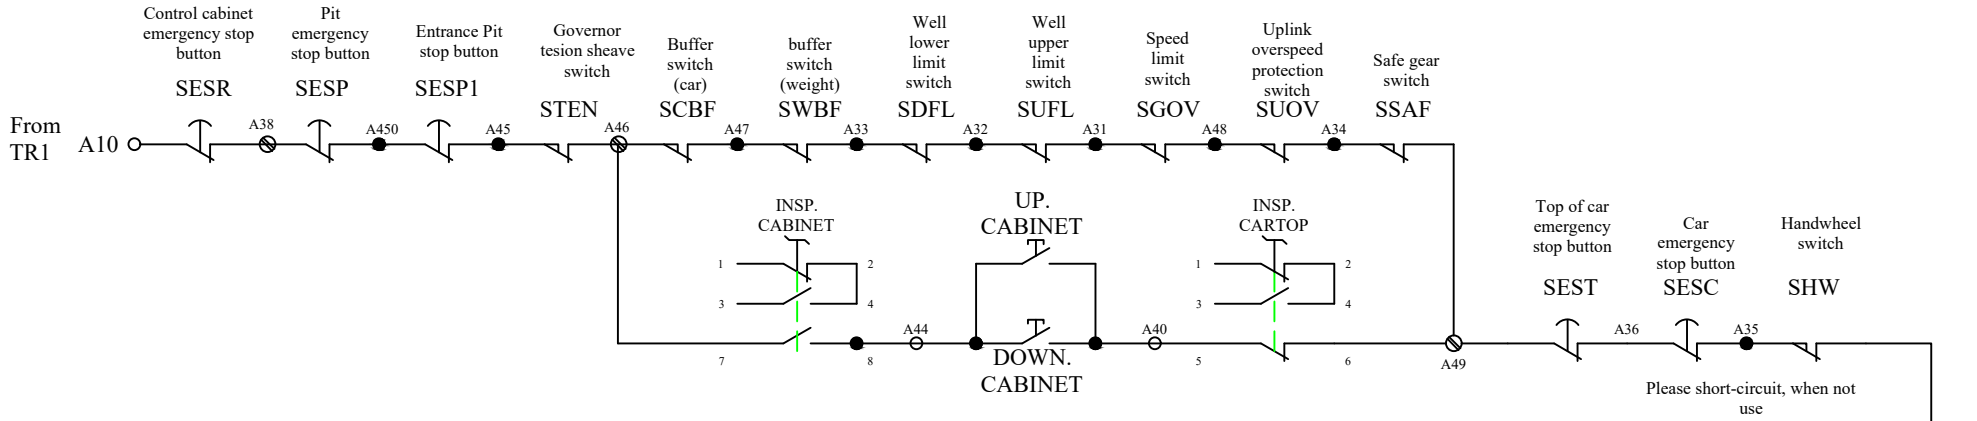 Control cabinet
emergency stop
button
SESR
Pit
emergency
stop button
SESP
Entrance Pit
stop button
SESP1
Governor
tesion sheave
switch
STEN
Buffer
switch
(car)
SCBF
buffer
switch
(weight)
SWBF
Well
lower
limit
switch
SDFL
Well
upper
limit
switch
SUFL
Speed
limit
switch
SGOV
Uplink
overspeed
protection
switch
SUOV
Safe gear
switch
SSAF
From
TR1
A10
A38
A450
A45
A46
A47
A33
A32
A31
A48
A34
INSP.
CABINET
1
2
3
4
7
8
A44
UP.
CABINET
DOWN.
CABINET
A40
INSP.
CARTOP
1
2
3
4
5
6
A49
Top of car
emergency
stop button
SEST
A36
Car
emergency
stop button
SESC
A35
Handwheel
switch
SHW
Please short-circuit, when not
use